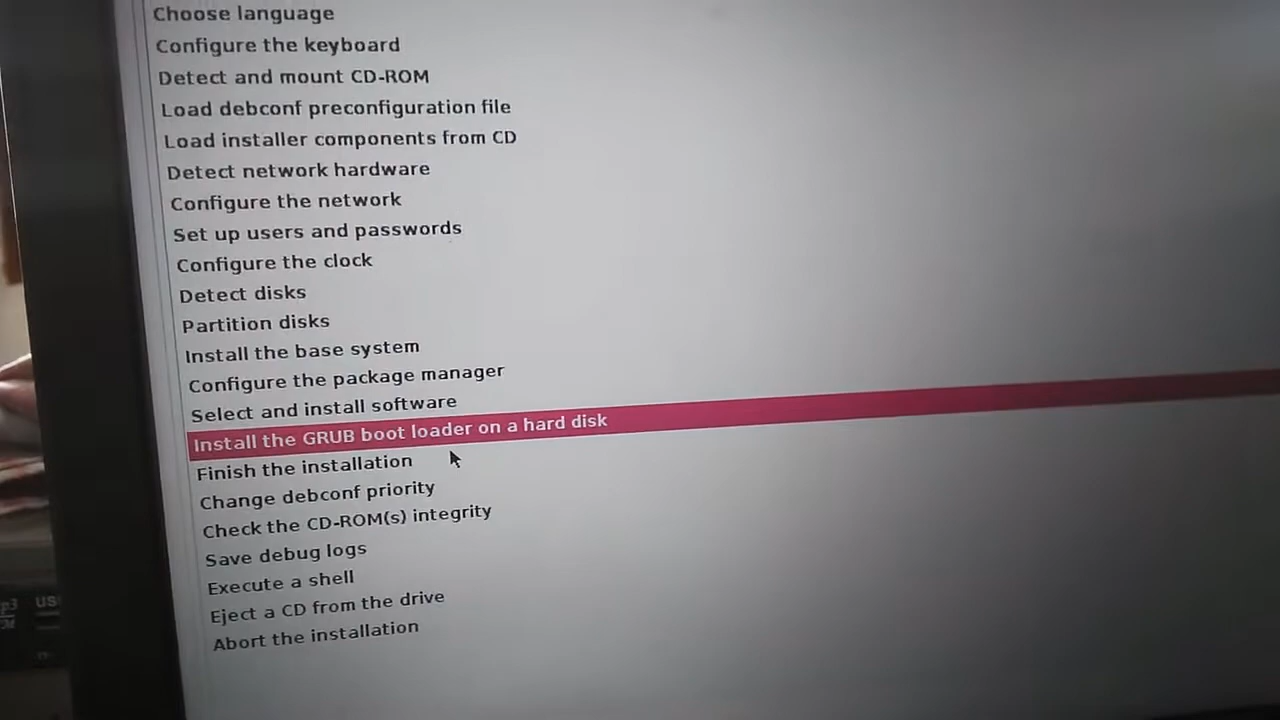 Choose language
Configure the keyboard
Detect and mount CD-ROM
Load debconf preconfiguration file
Load installer components from CD
Detect network hardware
Configure the network
Set up users and passwords
Configure the clock
Detect disks
Partition disks
Install the base system
Configure the package manager
Select and install software
Install the GRUB boot loader on a hard disk
Finish the installation
Change debconf priority
Check the CD-ROM(s) integrity
Save debug logs
Execute a shell
Eject a CD from the drive
Abort the installation